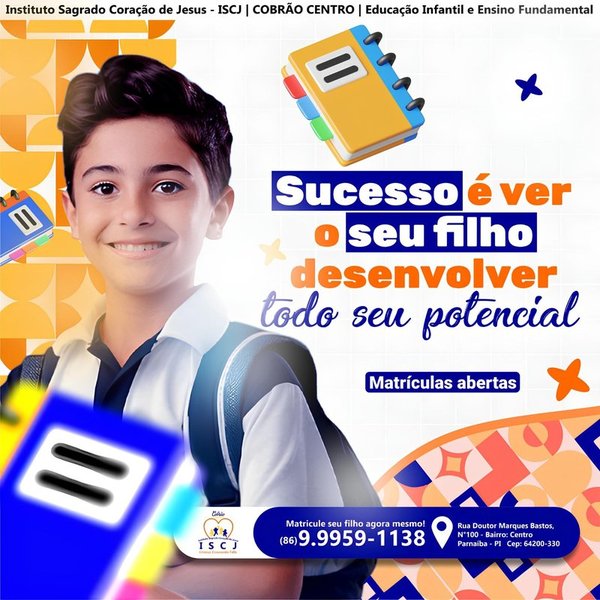 Instituto Sagrado Coração de Jesus - ISCJ | COBRÃO CENTRO | Educação Infantil e Ensino Fundamental
Sucesso é ver
o seu filho
desenvolver
todo seu potencial
Matrículas abertas
ISCJ
Matricule seu filho agora mesmo!
(86)9.9959-1138
Rua Doutor Marques Bastos,
N°100 - Bairro: Centro
Parnaíba - PI Cep: 64200-330